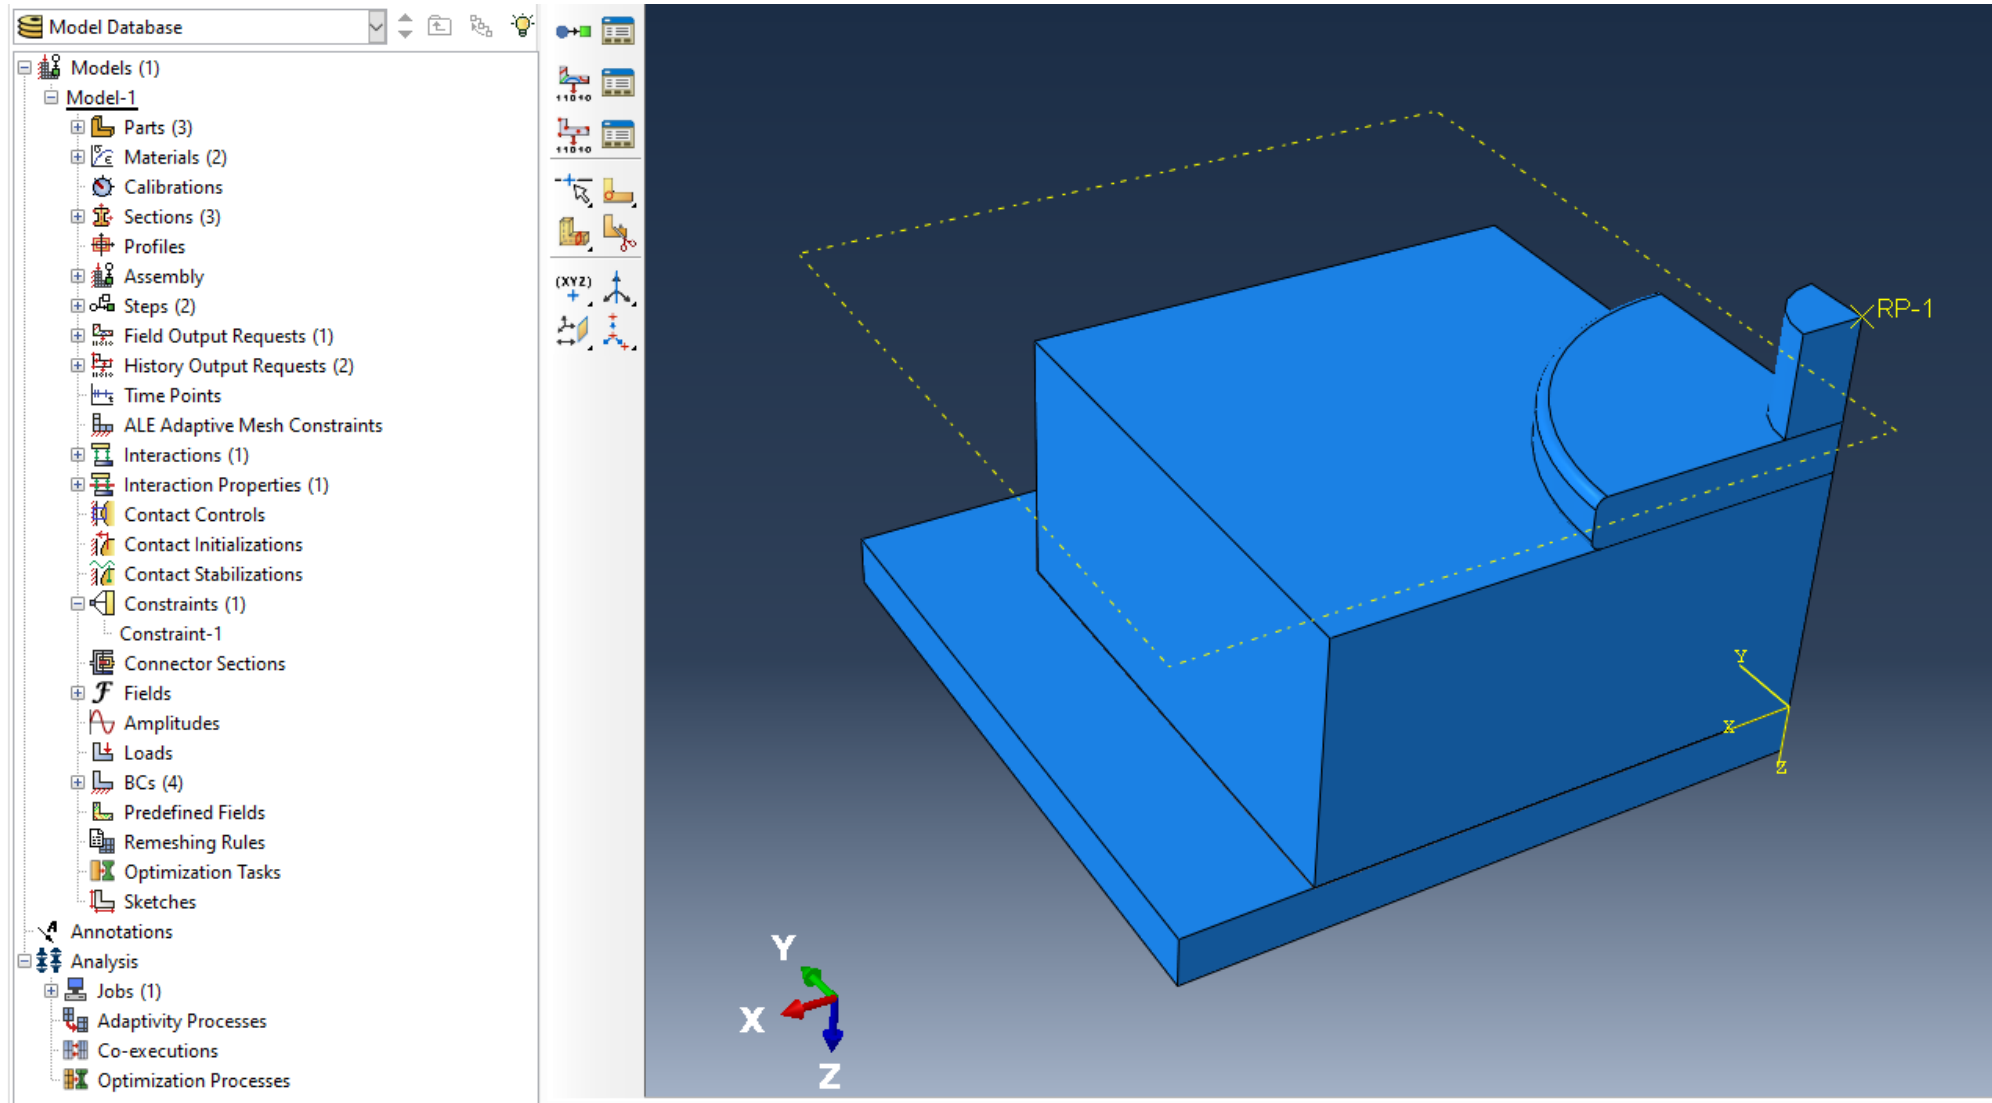 Model Database
Models (1)
Model-1
Parts (3)
Materials (2)
Calibrations
Sections (3)
Profiles
Assembly
Steps (2)
Field Output Requests (1)
History Output Requests (2)
Time Points
ALE Adaptive Mesh Constraints
Interactions (1)
Interaction Properties (1)
Contact Controls
Contact Initializations
Contact Stabilizations
Constraints (1)
Constraint-1
Connector Sections
Fields
Amplitudes
Loads
BCs (4)
Predefined Fields
Remeshing Rules
Optimization Tasks
Sketches
Annotations
Analysis
Jobs (1)
Adaptivity Processes
Co-executions
Optimization Processes
11010
11010
(XYZ)
RP-1
Y
X
Z
Y
X
Z